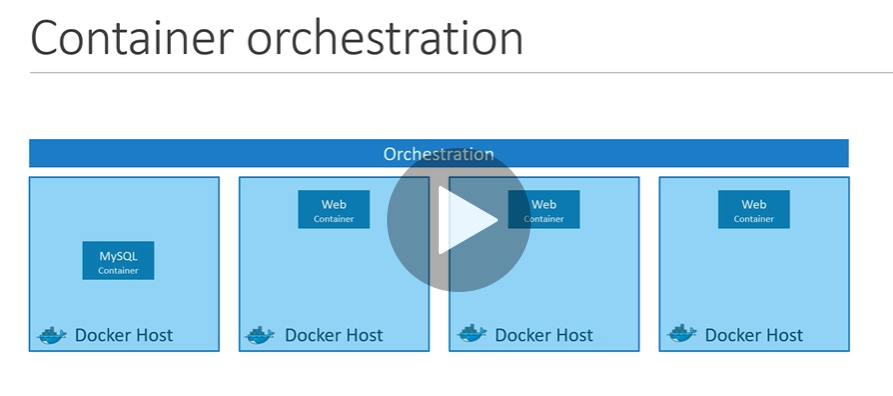 Container orchestration
Orchestration
MySQL
Container
Docker Host
Web
Container
Docker Host
Web
Container
Docker Host
Web
Container
Docker Host